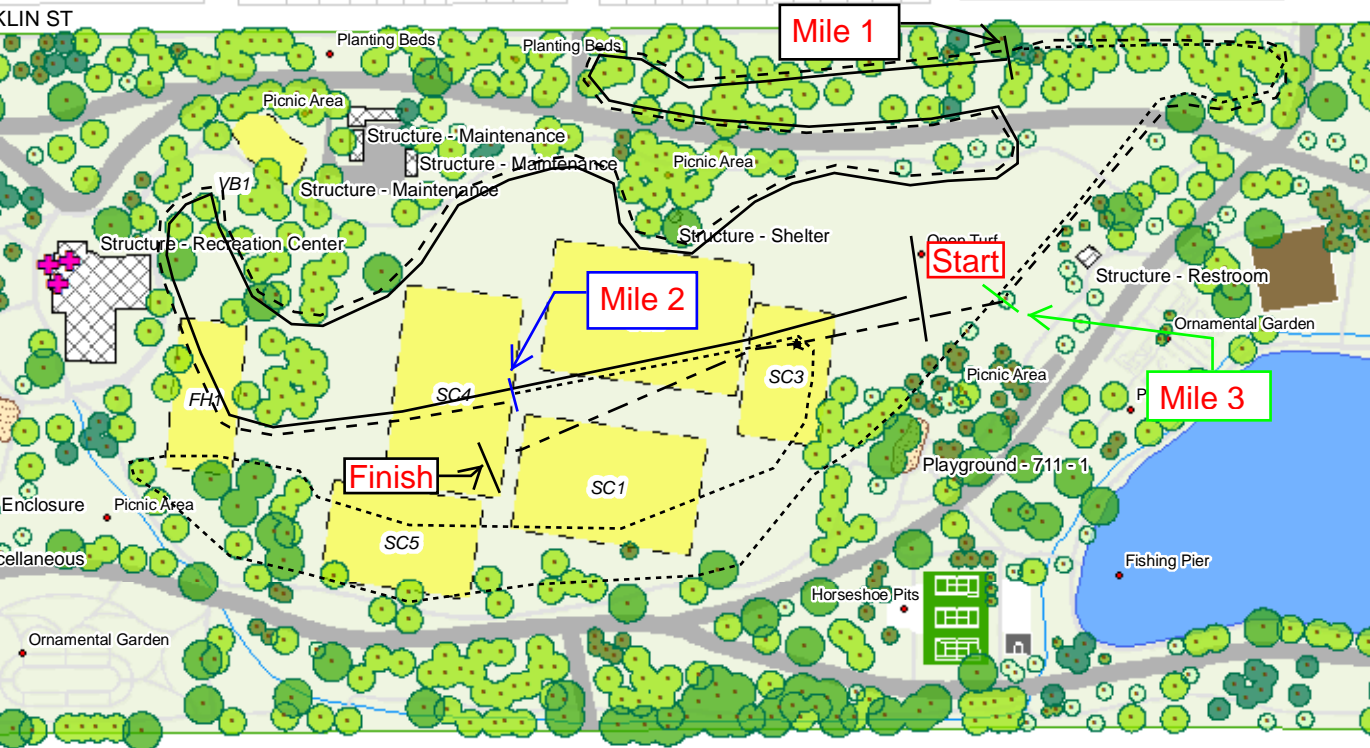 KLIN ST
Mile 1
Planting Beds
Planting Beds
Picnic Area
Structure - Maintenance
Structure - Maintenance
Picnic Area
VB1
Structure - Maintenance
Structure - Recreation Center
Structure - Shelter
Open Turf
Start
Structure - Restroom
Mile 2
Ornamental Garden
SC3
Picnic Area
SC4
FH1
P
Mile 3
Finish
Playground - 711 - 1
SC1
Enclosure
Picnic Area
SC5
cellaneous
Fishing Pier
Horseshoe Pits
Ornamental Garden